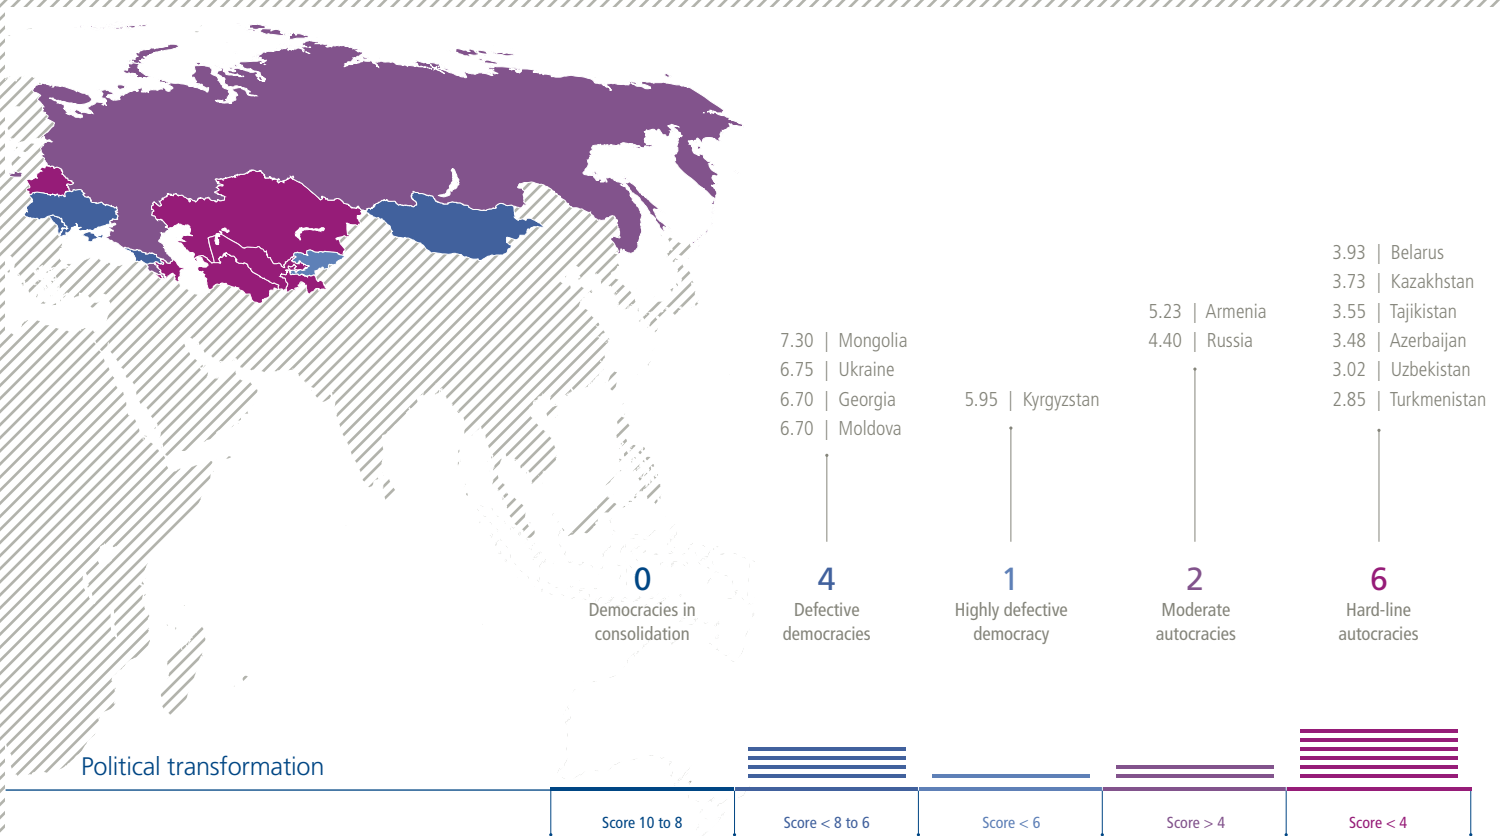 7.30 | Mongolia
6.75 | Ukraine
6.70 | Georgia
6.70 | Moldova
5.95 | Kyrgyzstan
5.23 | Armenia
4.40 | Russia
3.93 | Belarus
3.73 | Kazakhstan
3.55 | Tajikistan
3.48 | Azerbaijan
3.02 | Uzbekistan
2.85 | Turkmenistan
0
Democracies in
consolidation
4
Defective
democracies
1
Highly defective
democracy
2
Moderate
autocracies
6
Hard-line
autocracies
Political transformation
Score 10 to 8
Score < 8 to 6
Score < 6
Score > 4
Score < 4